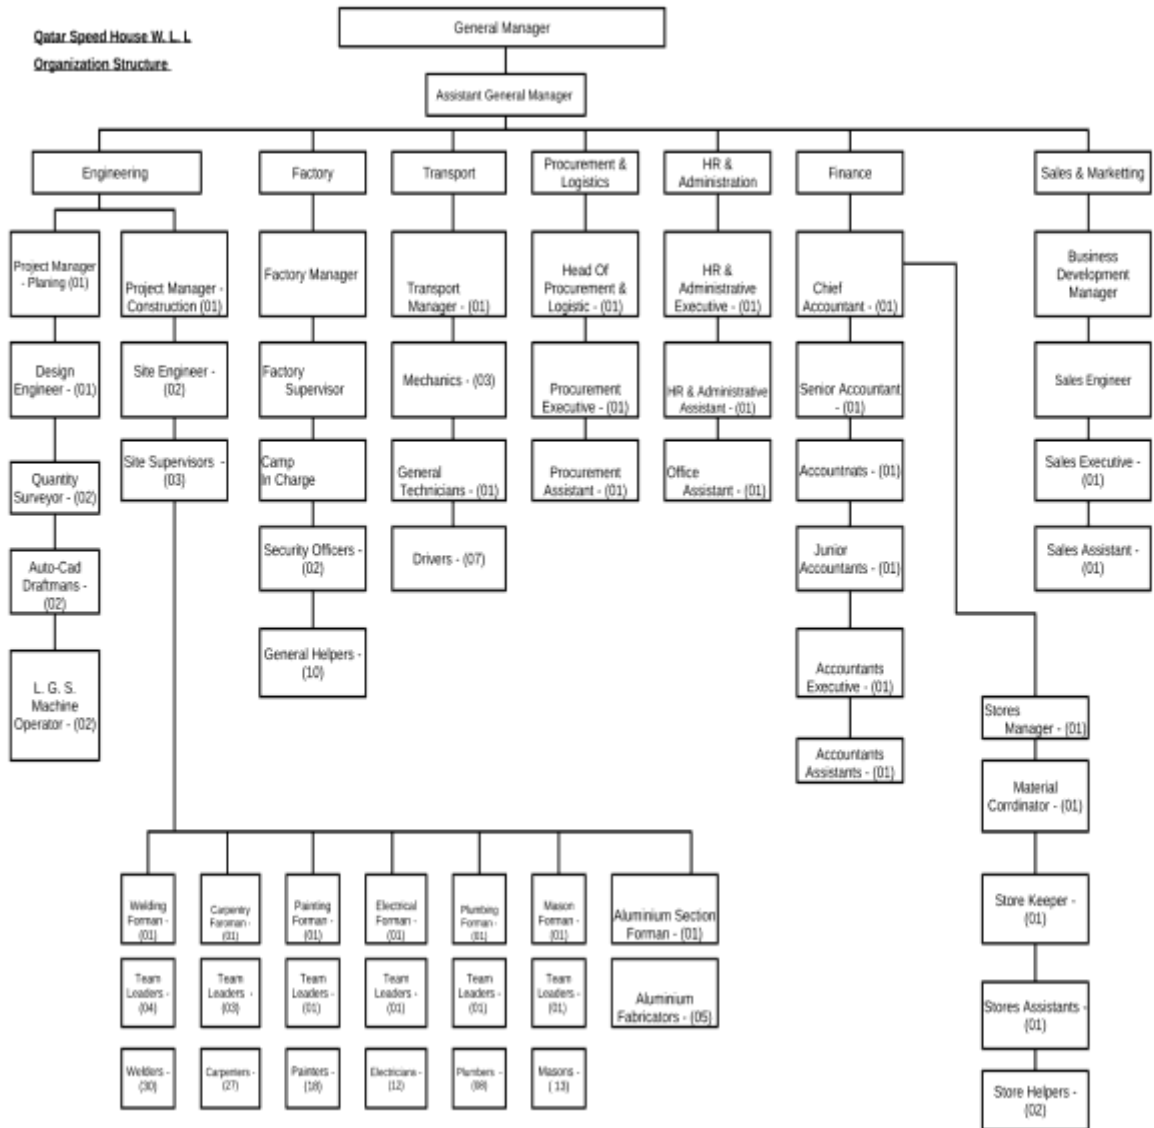 Qatar Speed House W. L. L
Organization Structure
General Manager
Assistant General Manager
Engineering
Factory
Transport
Procurement &
Logistics
HR &
Administration
Finance
Sales & Marketting
Project Manager
- Planing (01)
Project Manager -
Construction (01)
Factory Manager
Transport
Manager - (01)
Head Of
Procurement &
Logistic - (01)
HR &
Administrative
Executive - (01)
Chief
Accountant - (01)
Business
Development
Manager
Design
Engineer - (01)
Site Engineer -
(02)
Factory
Supervisor
Mechanics - (03)
Procurement
Executive - (01)
HR & Administrative
Assistant - (01)
Senior Accountant
- (01)
Sales Engineer
Quantity
Surveyor - (02)
Site Supervisors -
(03)
Camp
In Charge
General
Technicians - (01)
Procurement
Assistant - (01)
Office
Assistant - (01)
Accountnats - (01)
Sales Executive -
(01)
Auto-Cad
Draftmans -
(02)
Security Officers -
(02)
Drivers - (07)
Junior
Accountants - (01)
Sales Assistant -
(01)
L. G. S.
Machine
Operator - (02)
General Helpers -
(10)
Accountants
Executive - (01)
Accountants
Assistants - (01)
Stores
Manager - (01)
Material
Corrdinator - (01)
Store Keeper -
(01)
Stores Assistants -
(01)
Store Helpers -
(02)
Welding
Forman -
(01)
Carpentry
Faroman -
(01)
Painting
Forman -
(01)
Electrical
Forman -
(01)
Plumbing
Forman -
(01)
Mason
Forman -
(01)
Aluminium Section
Forman - (01)
Team
Leaders -
(04)
Team
Leaders -
(03)
Team
Leaders -
(01)
Team
Leaders -
(01)
Team
Leaders -
(01)
Team
Leaders -
(01)
Aluminium
Fabricators - (05)
Welders -
(30)
Carpenters -
(27)
Painters -
(18)
Electricians -
(12)
Plumbers -
(08)
Masons -
( 13)